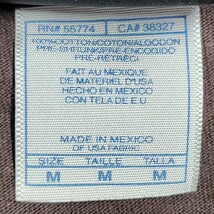 RN# 55774 CA# 38327
100%COTTON/COTON/ALGODON
PRE-SHRUNK/PRE-ENCOGIDO
PRÉ-RÉTRÉCI
FAIT AU MEXIQUE
DE MATERIEL D'USA
HECHO EN MEXICO
CON TELA DE E U
MADE IN MEXICO
OF USA FABRIC
SIZE TAILLE TALLA
M M M